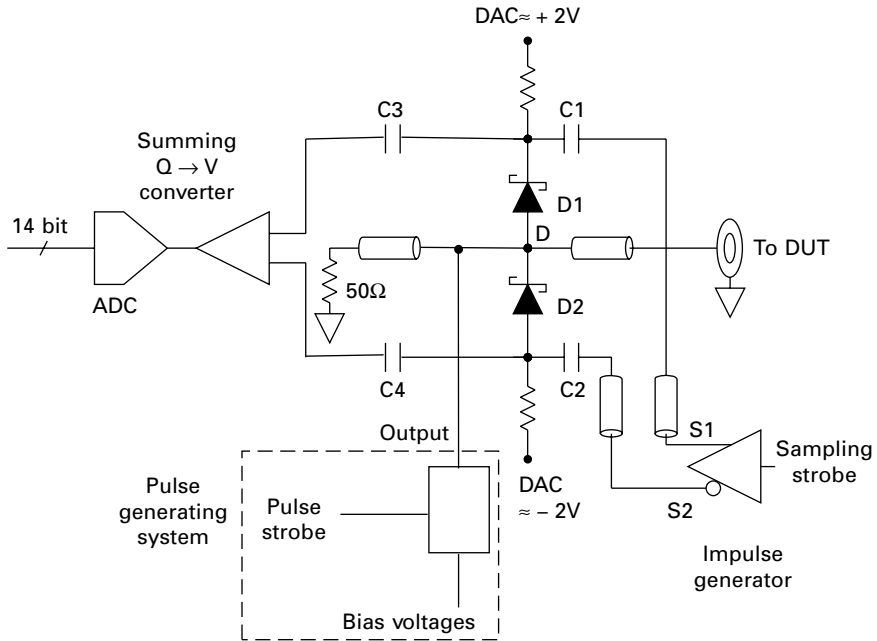 DAC≈ + 2V
C3
C1
Summing
Q → V
converter
D1
14 bit
D
To DUT
50Ω
ADC
D2
C4
C2
Output
S1
Sampling
strobe
DAC
≈ − 2V
S2
Pulse
generating
system
Pulse
strobe
Impulse
generator
Bias voltages